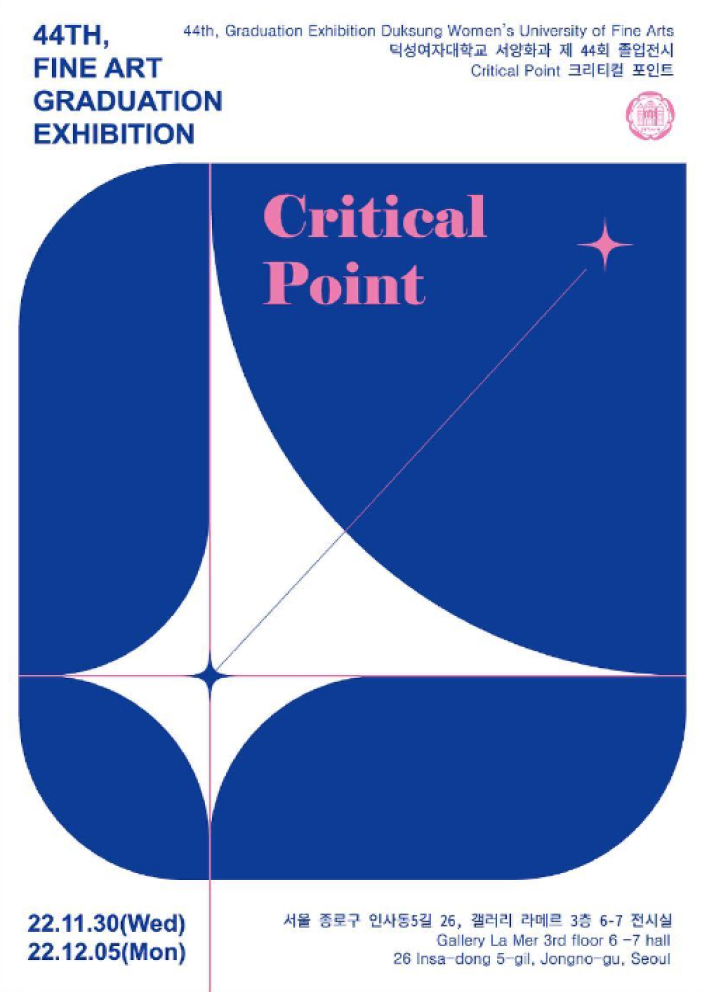 44TH,
FINE ART
GRADUATION
EXHIBITION
44th, Graduation Exhibition Duksung Women's University of Fine Arts
덕성여자대학교 서양화과 제 44회 졸업전시
Critical Point 크리티컬 포인트
Critical
Point
22.11.30(Wed)
22.12.05(Mon)
서울 종로구 인사동5길 26, 갤러리 라메르 3층 6-7 전시실
Gallery La Mer 3rd floor 6 -7 hall
26 Insa-dong 5-gil, Jongno-gu, Seoul